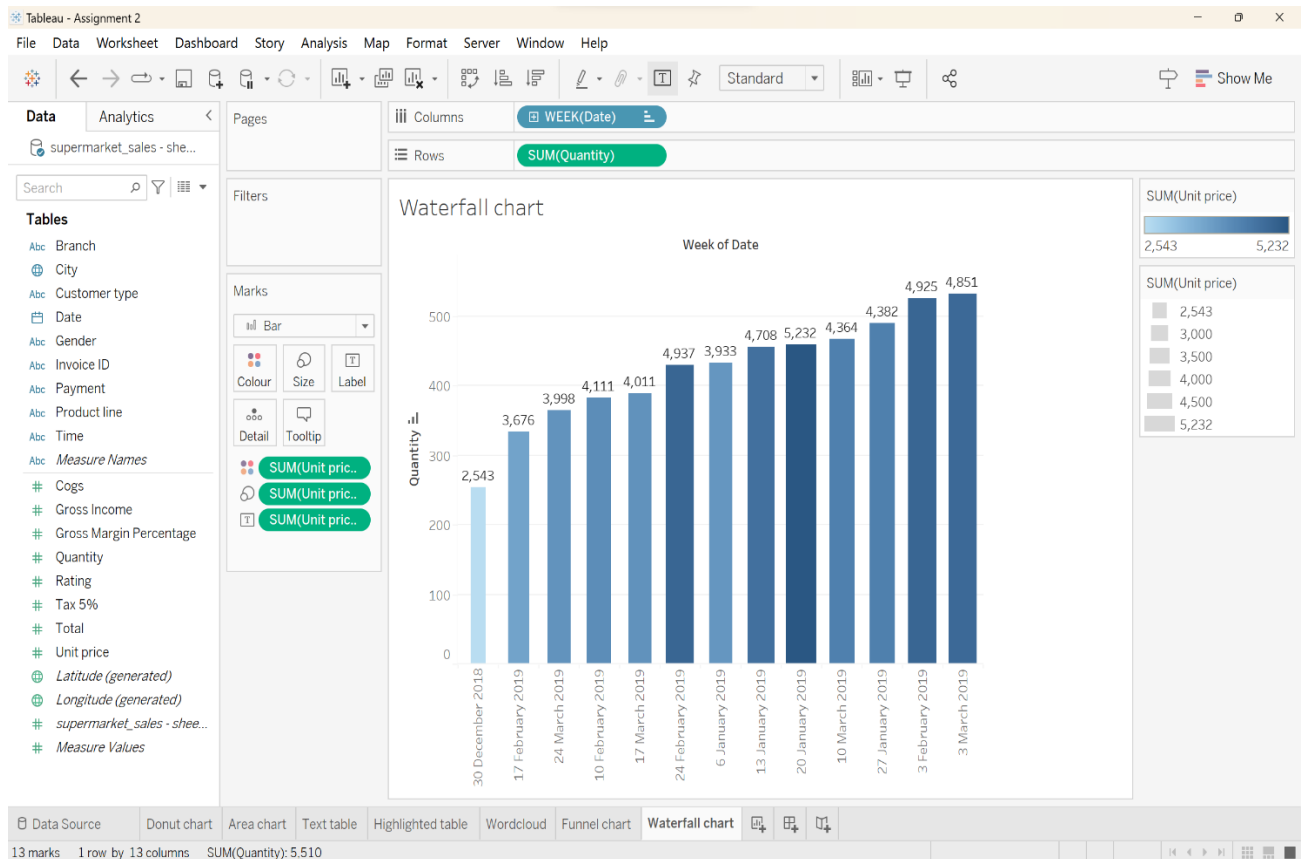 Tableau - Assignment 2
File Data Worksheet Dashboard Story Analysis Map Format Server Window Help
Standard
Show Me
Data Analytics
supermarket_sales - she...
Search
Tables
Abc Branch
City
Abc Customer type
Date
Abc Gender
Abc Invoice ID
Abc Payment
Abc Product line
Abc Time
Abc Measure Names
# Cogs
# Gross Income
# Gross Margin Percentage
# Quantity
# Rating
# Tax 5%
# Total
# Unit price
Latitude (generated)
Longitude (generated)
# supermarket_sales - shee...
# Measure Values
Pages
Filters
Marks
Bar
Colour Size Label
Detail Tooltip
SUM(Unit pric..
SUM(Unit pric..
T SUM(Unit pric..
Columns WEEK(Date)
Rows SUM(Quantity)
Waterfall chart
Week of Date
Quantity
500
400
300
200
100
0
2,543
3,676
3,998
4,111
4,011
4,937
3,933
4,708
5,232
4,364
4,382
4,925
4,851
30 December 2018
17 February 2019
24 March 2019
10 February 2019
17 March 2019
24 February 2019
6 January 2019
13 January 2019
20 January 2019
10 March 2019
27 January 2019
3 February 2019
3 March 2019
SUM(Unit price)
2,543 5,232
SUM(Unit price)
2,543
3,000
3,500
4,000
4,500
5,232
Data Source Donut chart Area chart Text table Highlighted table Wordcloud Funnel chart Waterfall chart
13 marks 1 row by 13 columns SUM(Quantity): 5,510